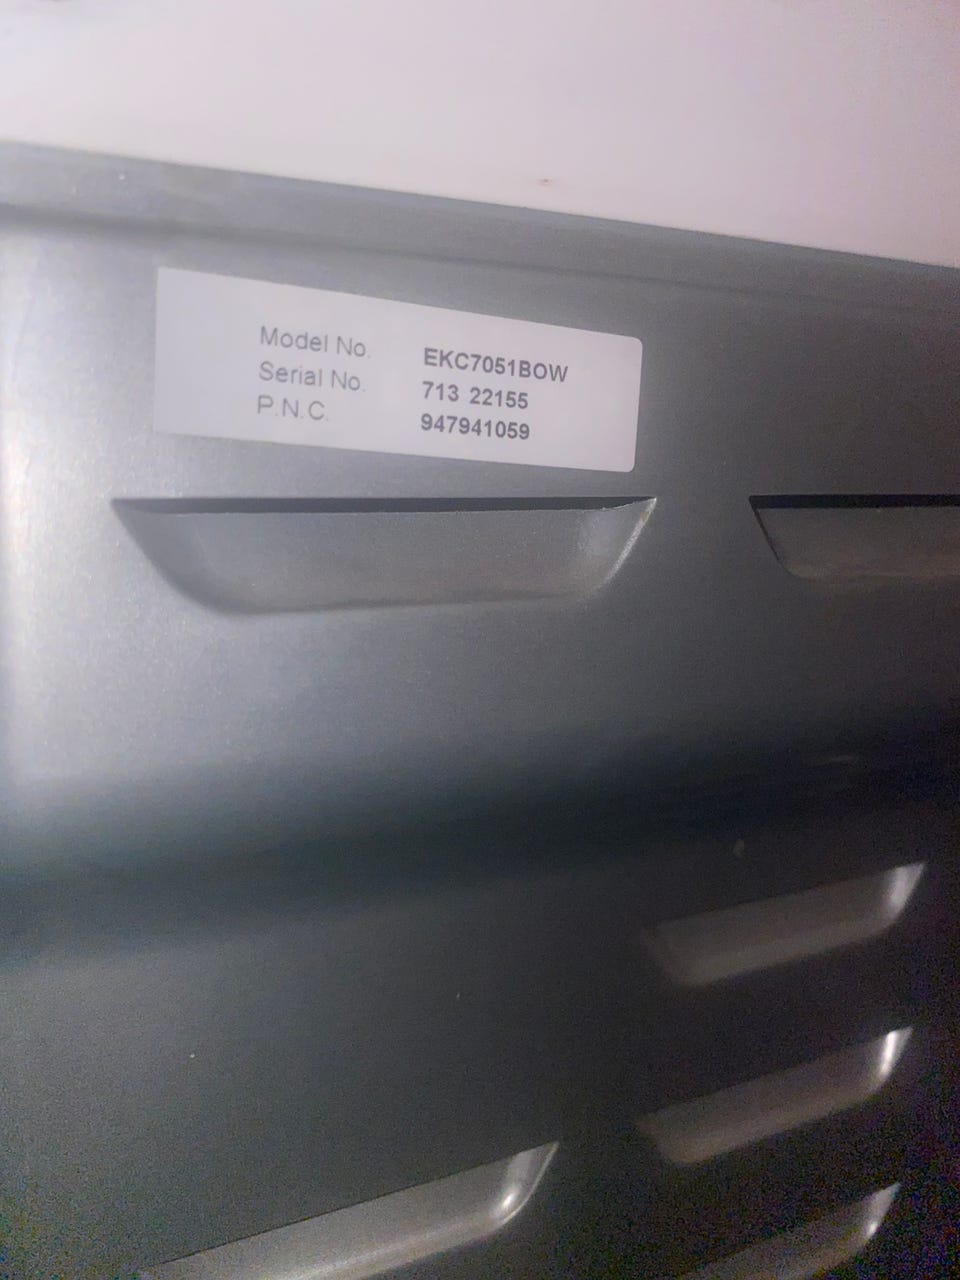 Model No. EKC7051BOW
Serial No. 713 22155
P.N.C. 947941059